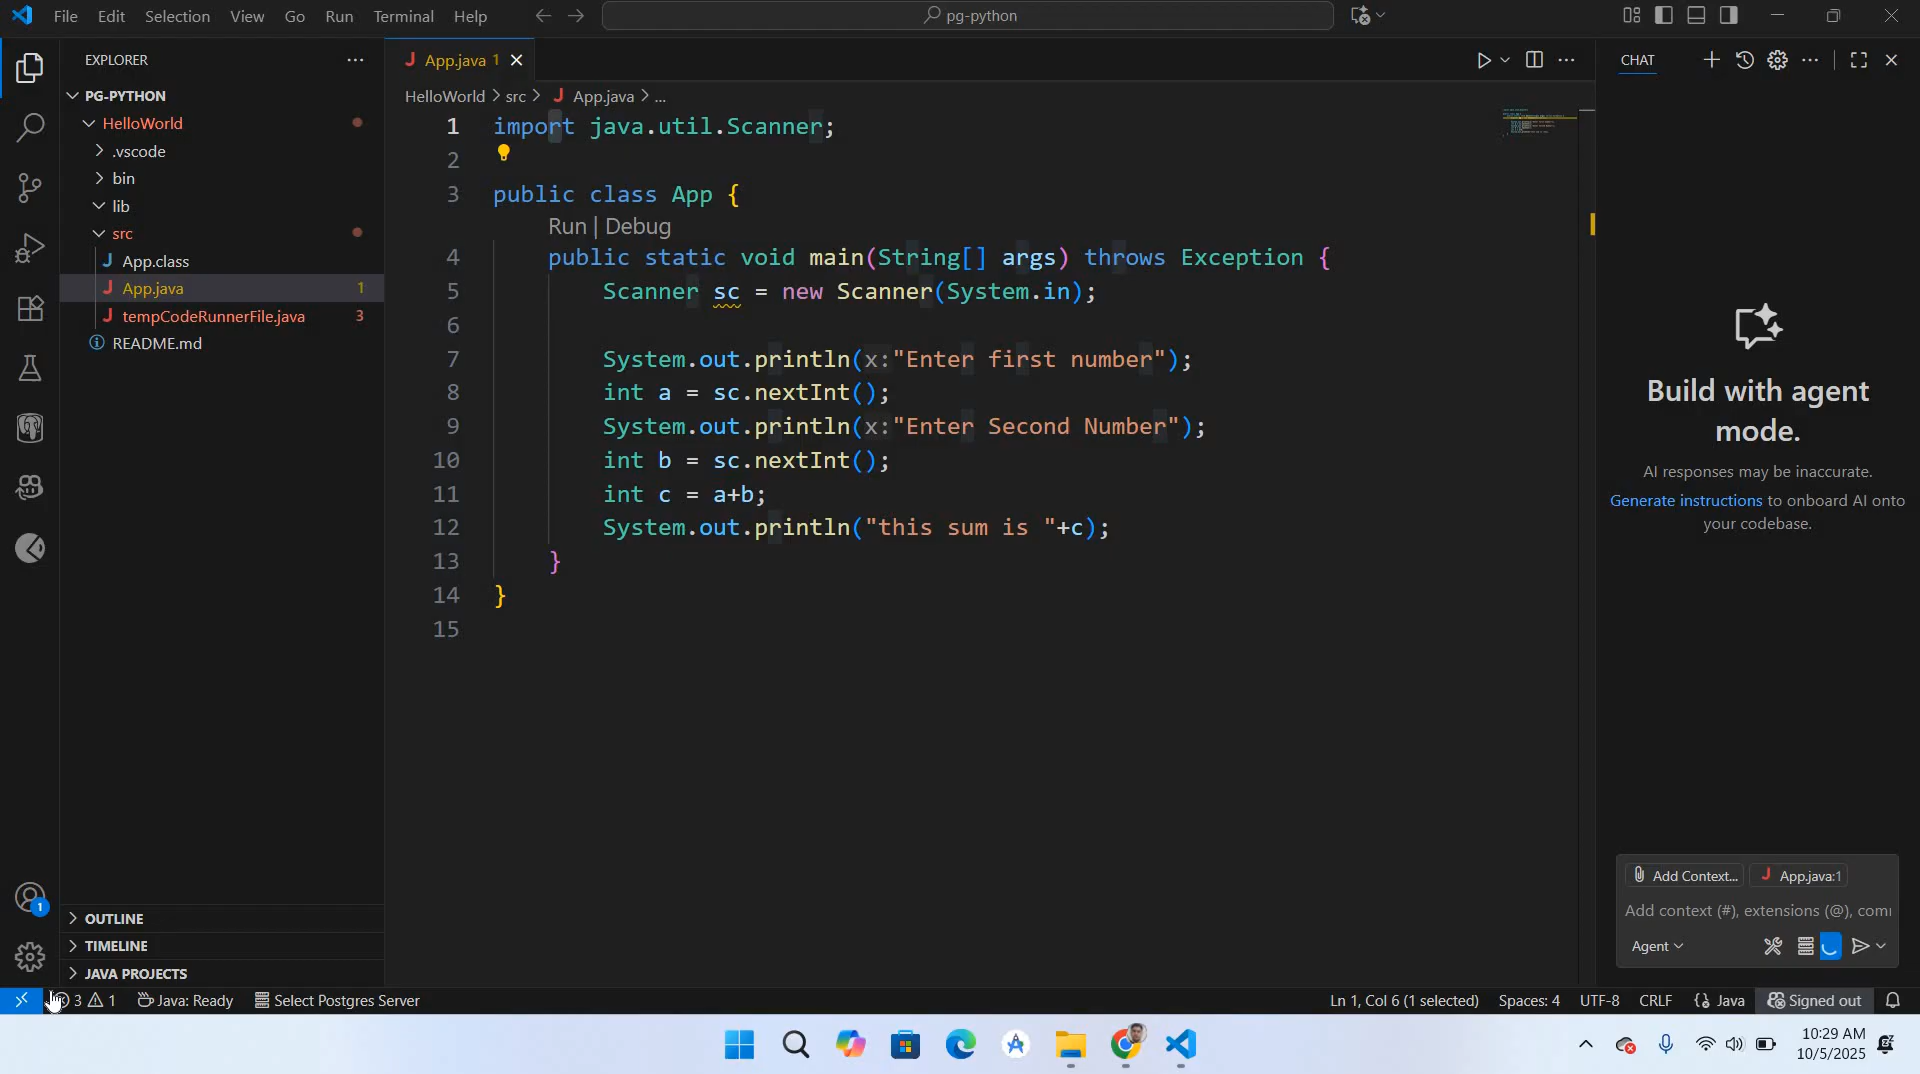 File Edit Selection View Go Run Terminal Help
pg-python
EXPLORER
PG-PYTHON
HelloWorld
.vscode
bin
lib
src
App.class
App.java 1
tempCodeRunnerFile.java 3
README.md
OUTLINE
TIMELINE
JAVA PROJECTS
App.java 1
HelloWorld > src > App.java > ...
1 import java.util.Scanner;
2
3 public class App {
Run | Debug
4 public static void main(String[] args) throws Exception {
5 Scanner sc = new Scanner(System.in);
6
7 System.out.println(x:"Enter first number");
8 int a = sc.nextInt();
9 System.out.println(x:"Enter Second Number");
10 int b = sc.nextInt();
11 int c = a+b;
12 System.out.println("this sum is "+c);
13 }
14 }
15
CHAT
Build with agent
mode.
AI responses may be inaccurate.
Generate instructions to onboard AI onto
your codebase.
Add Context... App.java:1
Add context (#), extensions (@), comm
Agent
1
3 1 Java: Ready Select Postgres Server
Ln 1, Col 6 (1 selected) Spaces: 4 UTF-8 CRLF {} Java Signed out
10:29 AM
10/5/2025